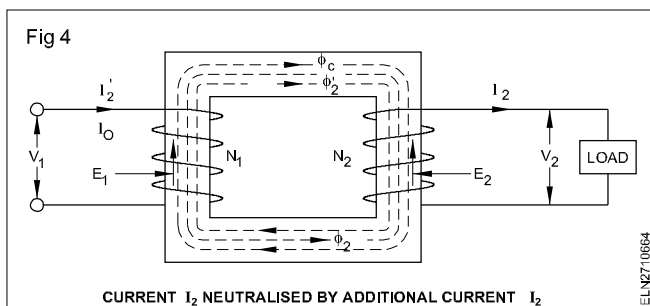 Fig 4
ϕc
I2'
ϕ2'
I2
IO
V1
N1
N2
V2
LOAD
E1
E2
ϕ2
CURRENT I2 NEUTRALISED BY ADDITIONAL CURRENT I2
ELN2710664